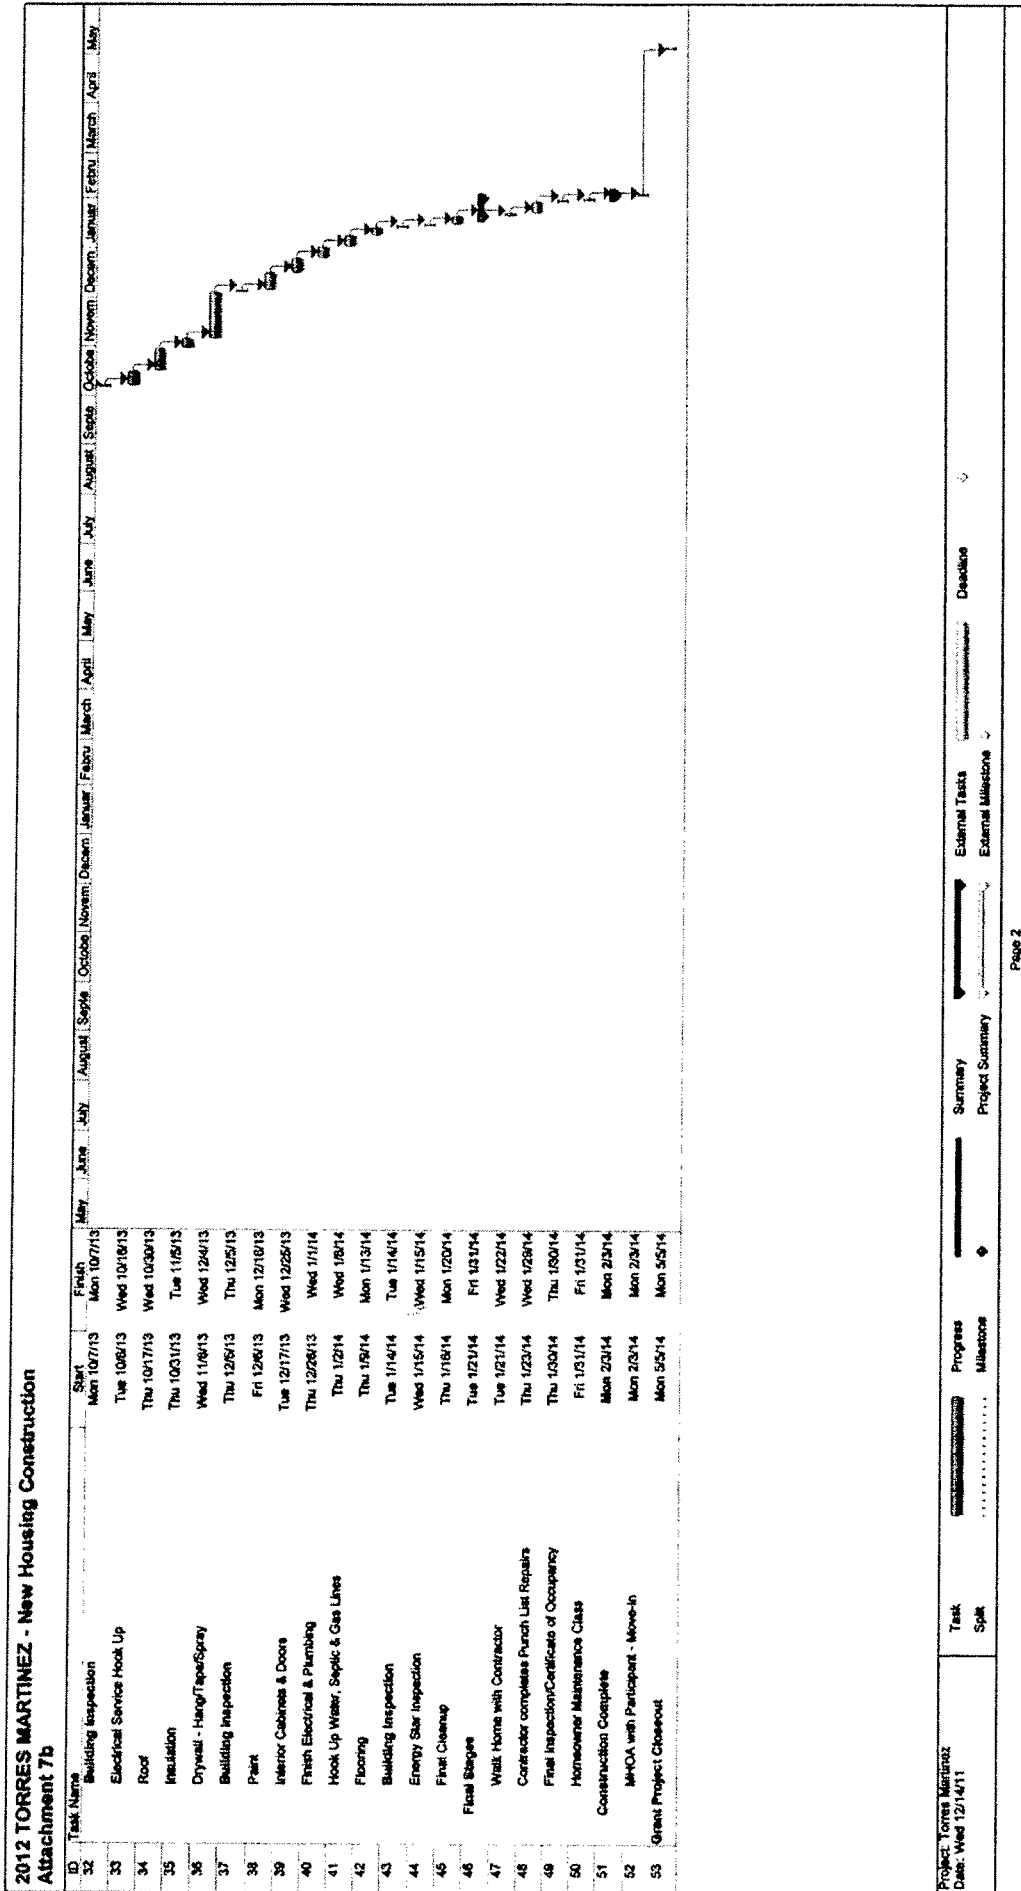 2012 TORRES MARTINEZ - New Housing Construction
Attachment 7b
ID Task Name Start Finish May June July August Septe Octobe Novem Decem Januar Febru March April May June July August Septe Octobe Novem Decem Januar Febru March April May
32 Building Inspection Mon 10/7/13 Mon 10/7/13
33 Electrical Service Hook Up Tue 10/8/13 Wed 10/16/13
34 Roof Thu 10/17/13 Wed 10/30/13
35 Insulation Thu 10/31/13 Tue 11/5/13
36 Drywall - Hang/Tape/Spray Wed 11/6/13 Wed 12/4/13
37 Building Inspection Thu 12/5/13 Thu 12/5/13
38 Paint Fri 12/6/13 Mon 12/16/13
39 Interior Cabinets & Doors Tue 12/17/13 Wed 12/25/13
40 Finish Electrical & Plumbing Thu 12/26/13 Wed 1/1/14
41 Hook Up Water, Septic & Gas Lines Thu 1/2/14 Wed 1/8/14
42 Flooring Thu 1/9/14 Mon 1/13/14
43 Building Inspection Tue 1/14/14 Tue 1/14/14
44 Energy Star Inspection Wed 1/15/14 Wed 1/15/14
45 Final Cleanup Thu 1/16/14 Mon 1/20/14
46 Final Stages Tue 1/21/14 Fri 1/31/14
47 Walk Home with Contractor Tue 1/21/14 Wed 1/22/14
48 Contractor completes Punch List Repairs Thu 1/23/14 Wed 1/29/14
49 Final Inspection/Certificate of Occupancy Thu 1/30/14 Thu 1/30/14
50 Homeowner Maintenance Class Fri 1/31/14 Fri 1/31/14
51 Construction Complete Mon 2/3/14 Mon 2/3/14
52 MHOA with Participant - Move-In Mon 2/3/14 Mon 2/3/14
53 Grant Project Closeout Mon 5/5/14 Mon 5/5/14
Project: Torres Martinez
Date: Wed 12/14/11
Task Progress Summary External Tasks Deadline
Split Milestone Project Summary External Milestone
Page 2